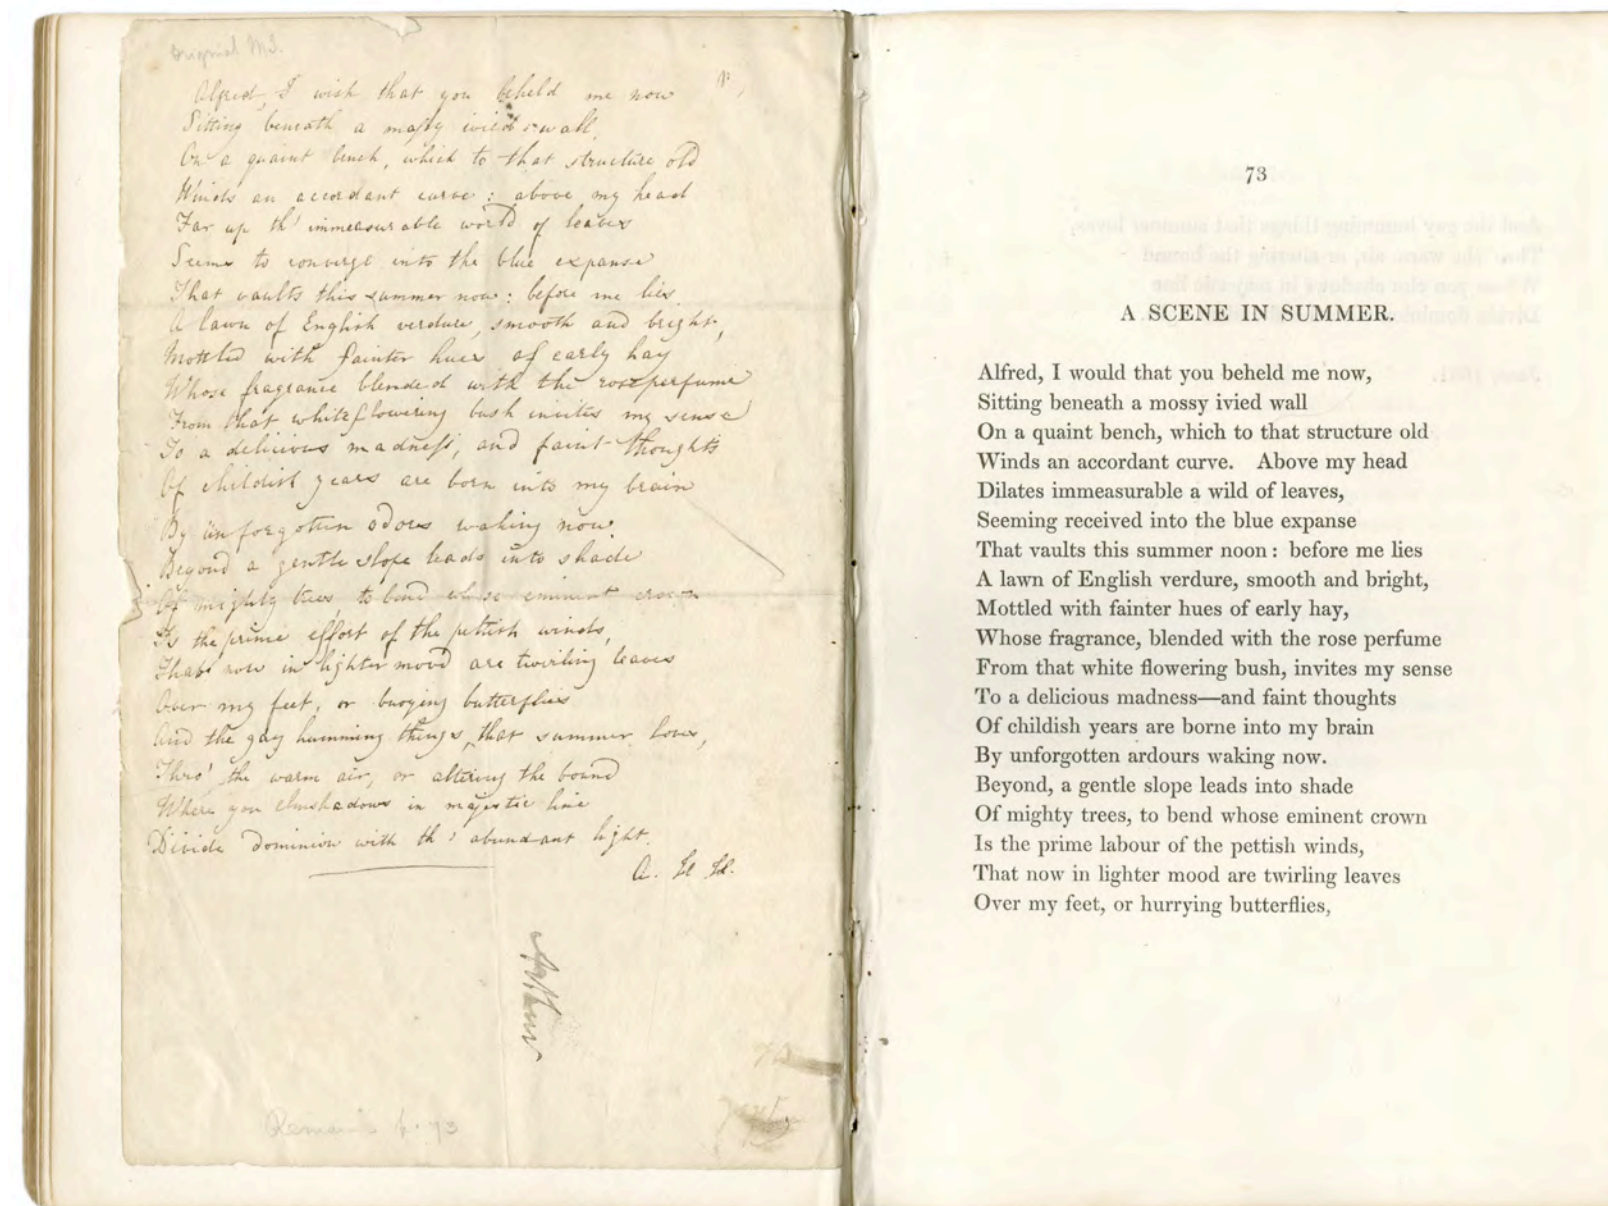 Original MS.
Alfred, I wish that you beheld me now
Sitting beneath a mossy ivied wall,
On a quaint bench, which to that structure old
Winds an accordant curve: above my head
Far up th' immeasurable world of leaves
Seems to converge into the blue expanse
That vaults this summer noon: before me lies
A lawn of English verdure, smooth and bright,
Mottled with fainter hues of early hay
Whose fragrance blended with the rose perfume
From that whiteflowering bush invites my sense
To a delicious madness, and faint thoughts
Of childish years are born into my brain
By unforgotten odors waking now.
Beyond a gentle slope leads into shade
Of mighty trees, to bend whose eminent crown
Is the prime effort of the pettish winds,
That now in lighter mood are twirling leaves
Over my feet, or buoying butterflies
And the gay humming things, that summer loves,
Thro' the warm air, or altering the bound
Where yon elmshadows in majestic line
Divide dominion with th' abundant light.
A. H. H.
Remains p. 73
73
A SCENE IN SUMMER.
Alfred, I would that you beheld me now,
Sitting beneath a mossy ivied wall
On a quaint bench, which to that structure old
Winds an accordant curve. Above my head
Dilates immeasurable a wild of leaves,
Seeming received into the blue expanse
That vaults this summer noon: before me lies
A lawn of English verdure, smooth and bright,
Mottled with fainter hues of early hay,
Whose fragrance, blended with the rose perfume
From that white flowering bush, invites my sense
To a delicious madness—and faint thoughts
Of childish years are borne into my brain
By unforgotten ardours waking now.
Beyond, a gentle slope leads into shade
Of mighty trees, to bend whose eminent crown
Is the prime labour of the pettish winds,
That now in lighter mood are twirling leaves
Over my feet, or hurrying butterflies,